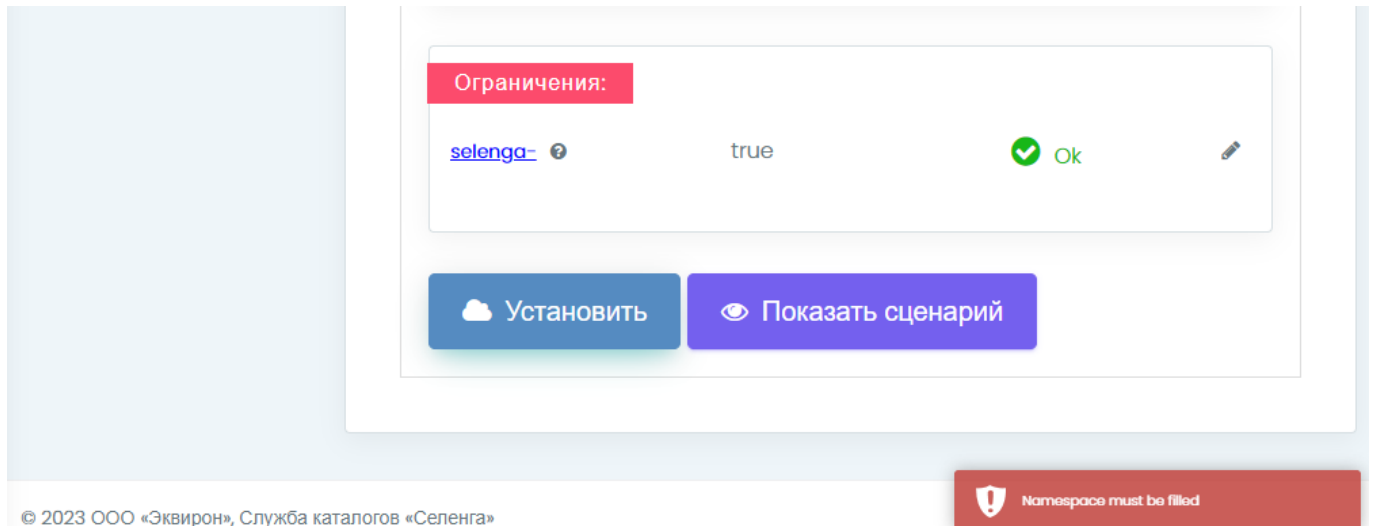 Ограничения:
selenga- true Ok
Установить Показать сценарий
Namespace must be filled
© 2023 ООО «Эквирон», Служба каталогов «Селенга»